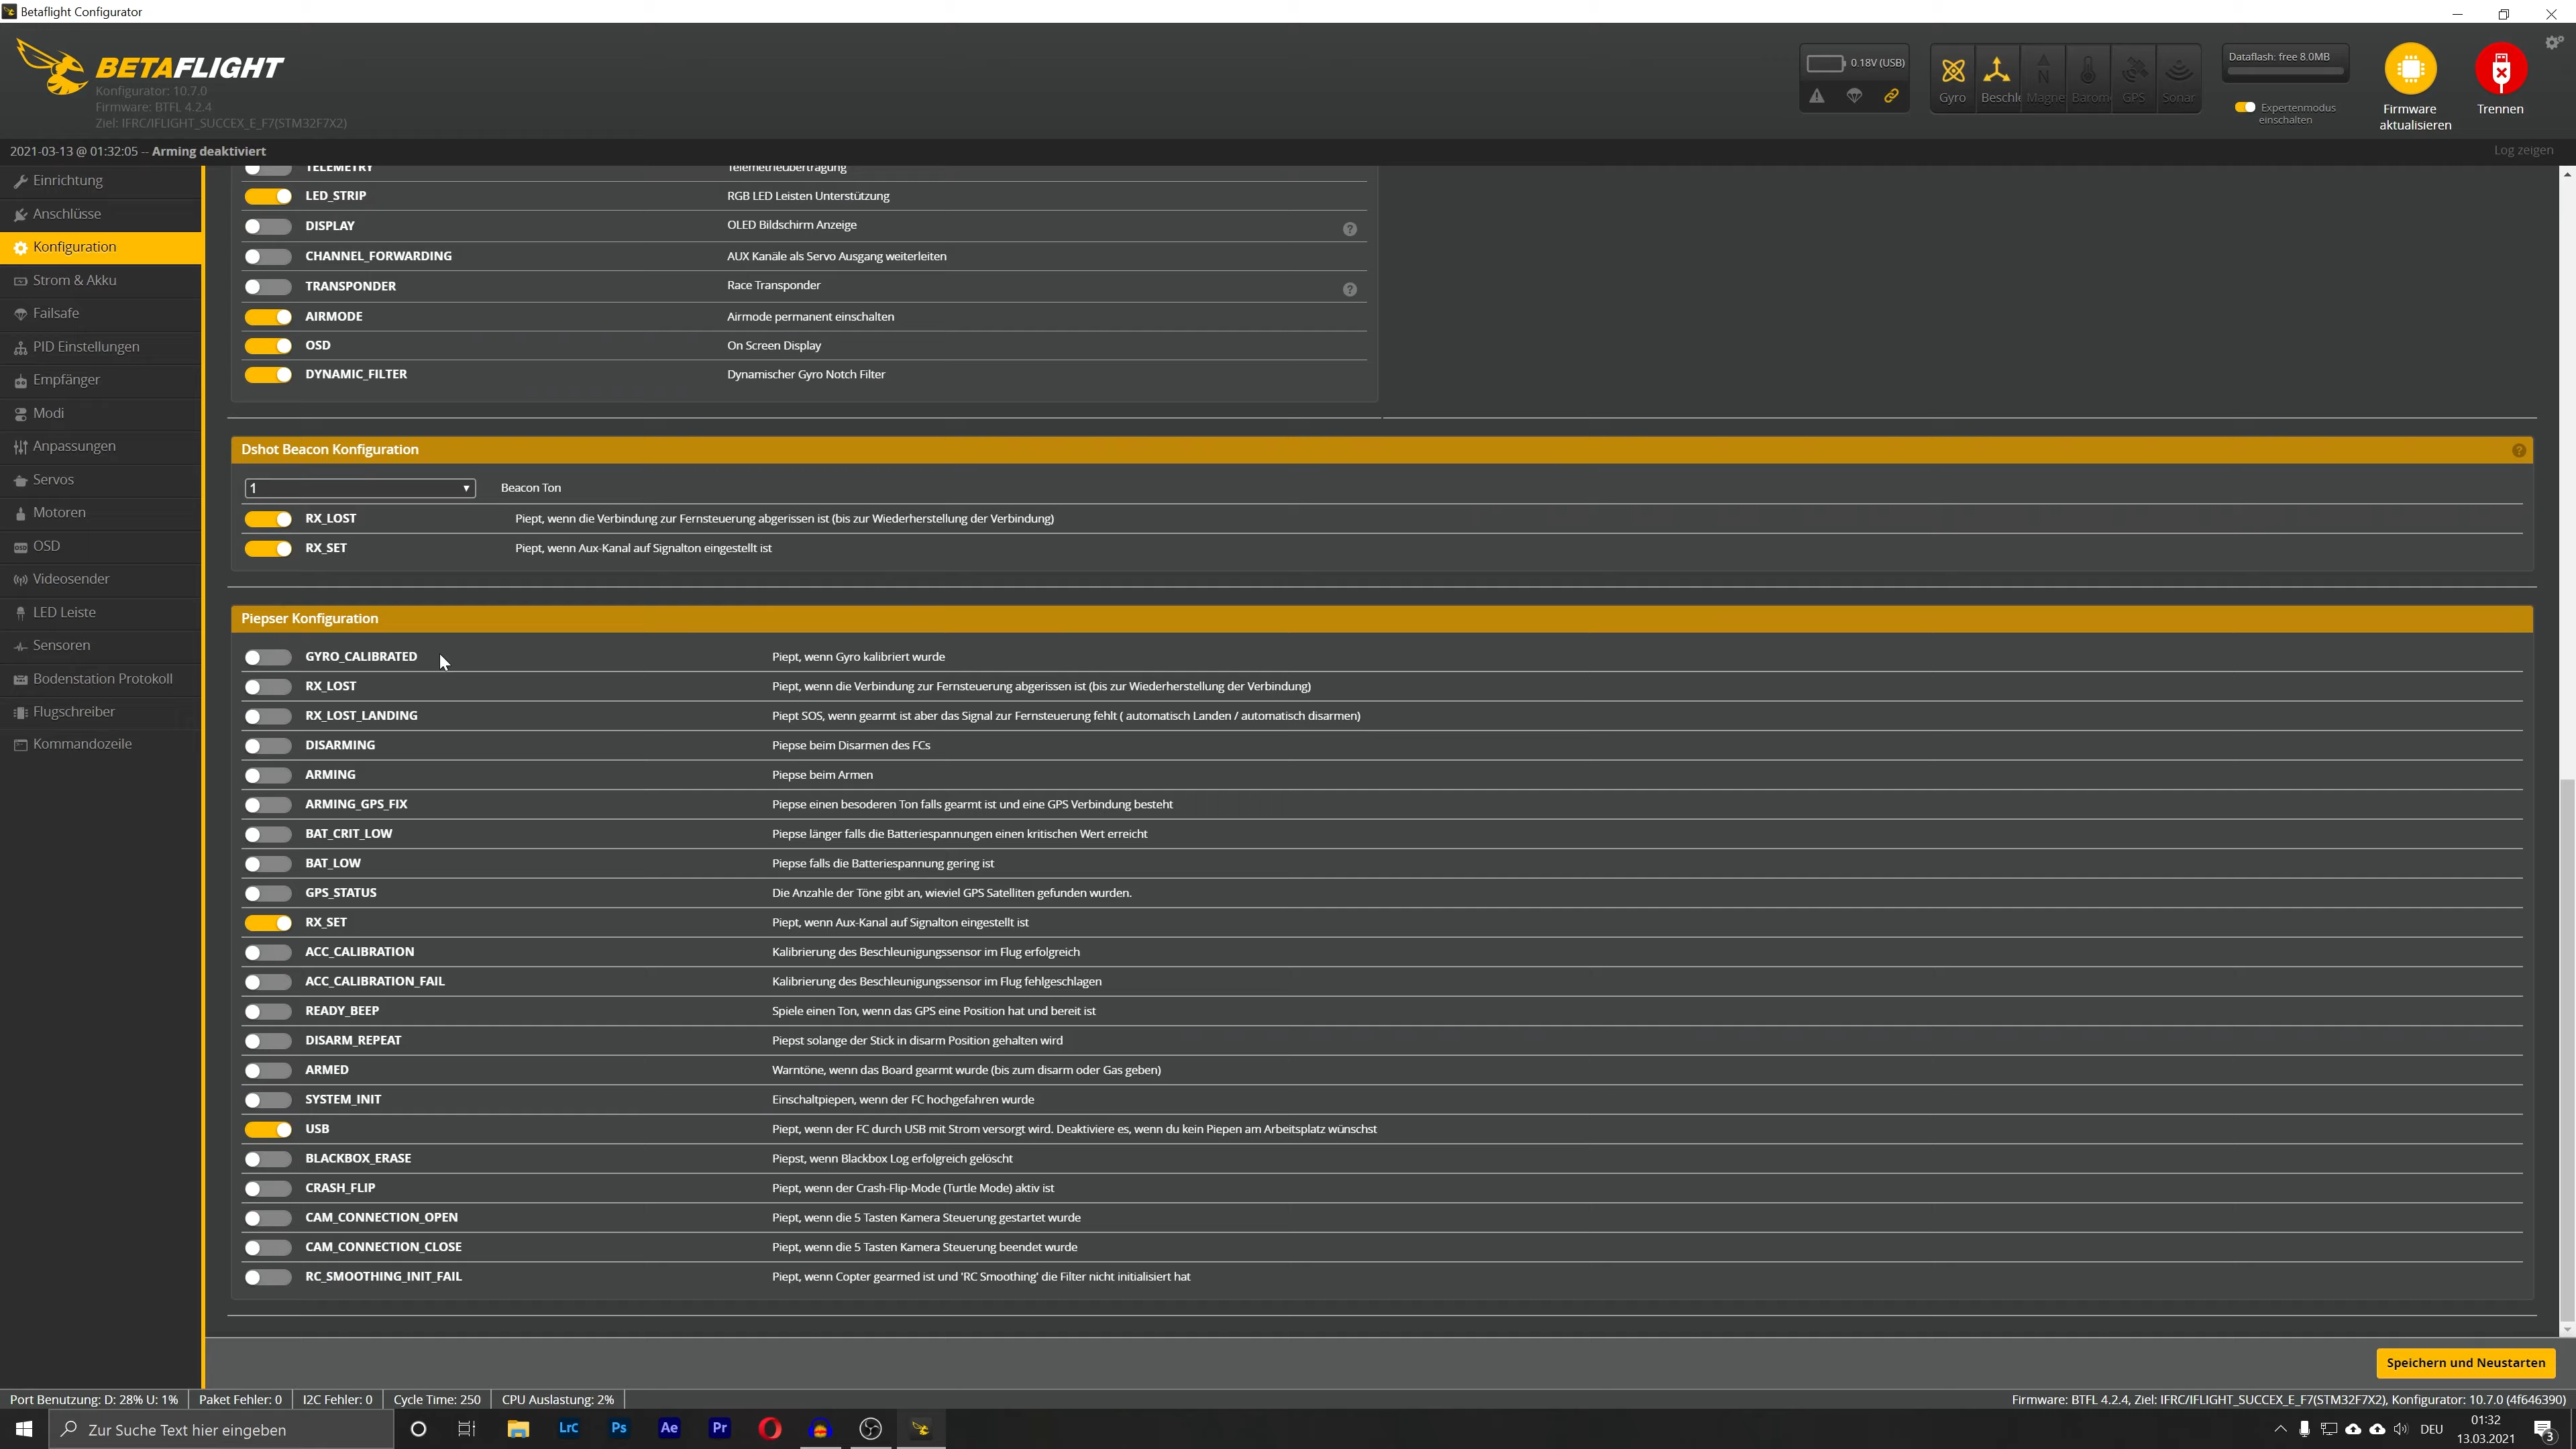 Betaflight Configurator
BETAFLIGHT
Konfigurator: 10.7.0
Firmware: BTFL 4.2.4
Ziel: IFRC/IFLIGHT_SUCCEX_E_F7(STM32F7X2)
0.18V (USB)
Gyro
Beschle
Magne
Barom
GPS
Sonar
Dataflash: free 8.0MB
Expertenmodus
einschalten
Firmware
aktualisieren
Trennen
2021-03-13 @ 01:32:05 -- Arming deaktiviert
Log zeigen
Einrichtung
Anschlüsse
Konfiguration
Strom & Akku
Failsafe
PID Einstellungen
Empfänger
Modi
Anpassungen
Servos
Motoren
OSD
Videosender
LED Leiste
Sensoren
Bodenstation Protokoll
Flugschreiber
Kommandozeile
TELEMETRY Telemetrieübertragung
LED_STRIP RGB LED Leisten Unterstützung
DISPLAY OLED Bildschirm Anzeige ?
CHANNEL_FORWARDING AUX Kanäle als Servo Ausgang weiterleiten
TRANSPONDER Race Transponder ?
AIRMODE Airmode permanent einschalten
OSD On Screen Display
DYNAMIC_FILTER Dynamischer Gyro Notch Filter
Dshot Beacon Konfiguration ?
1 Beacon Ton
RX_LOST Piept, wenn die Verbindung zur Fernsteuerung abgerissen ist (bis zur Wiederherstellung der Verbindung)
RX_SET Piept, wenn Aux-Kanal auf Signalton eingestellt ist
Piepser Konfiguration
GYRO_CALIBRATED Piept, wenn Gyro kalibriert wurde
RX_LOST Piept, wenn die Verbindung zur Fernsteuerung abgerissen ist (bis zur Wiederherstellung der Verbindung)
RX_LOST_LANDING Piept SOS, wenn gearmt ist aber das Signal zur Fernsteuerung fehlt ( automatisch Landen / automatisch disarmen)
DISARMING Piepse beim Disarmen des FCs
ARMING Piepse beim Armen
ARMING_GPS_FIX Piepse einen besoderen Ton falls gearmt ist und eine GPS Verbindung besteht
BAT_CRIT_LOW Piepse länger falls die Batteriespannungen einen kritischen Wert erreicht
BAT_LOW Piepse falls die Batteriespannung gering ist
GPS_STATUS Die Anzahle der Töne gibt an, wieviel GPS Satelliten gefunden wurden.
RX_SET Piept, wenn Aux-Kanal auf Signalton eingestellt ist
ACC_CALIBRATION Kalibrierung des Beschleunigungssensor im Flug erfolgreich
ACC_CALIBRATION_FAIL Kalibrierung des Beschleunigungssensor im Flug fehlgeschlagen
READY_BEEP Spiele einen Ton, wenn das GPS eine Position hat und bereit ist
DISARM_REPEAT Piepst solange der Stick in disarm Position gehalten wird
ARMED Warntöne, wenn das Board gearmt wurde (bis zum disarm oder Gas geben)
SYSTEM_INIT Einschaltpiepen, wenn der FC hochgefahren wurde
USB Piept, wenn der FC durch USB mit Strom versorgt wird. Deaktiviere es, wenn du kein Piepen am Arbeitsplatz wünschst
BLACKBOX_ERASE Piepst, wenn Blackbox Log erfolgreich gelöscht
CRASH_FLIP Piept, wenn der Crash-Flip-Mode (Turtle Mode) aktiv ist
CAM_CONNECTION_OPEN Piept, wenn die 5 Tasten Kamera Steuerung gestartet wurde
CAM_CONNECTION_CLOSE Piept, wenn die 5 Tasten Kamera Steuerung beendet wurde
RC_SMOOTHING_INIT_FAIL Piept, wenn Copter gearmed ist und 'RC Smoothing' die Filter nicht initialisiert hat
Speichern und Neustarten
Port Benutzung: D: 28% U: 1% Paket Fehler: 0 I2C Fehler: 0 Cycle Time: 250 CPU Auslastung: 2% Firmware: BTFL 4.2.4, Ziel: IFRC/IFLIGHT_SUCCEX_E_F7(STM32F7X2), Konfigurator: 10.7.0 (4f646390)
Zur Suche Text hier eingeben LrC Ps Ae Pr DEU
01:32
13.03.2021
3